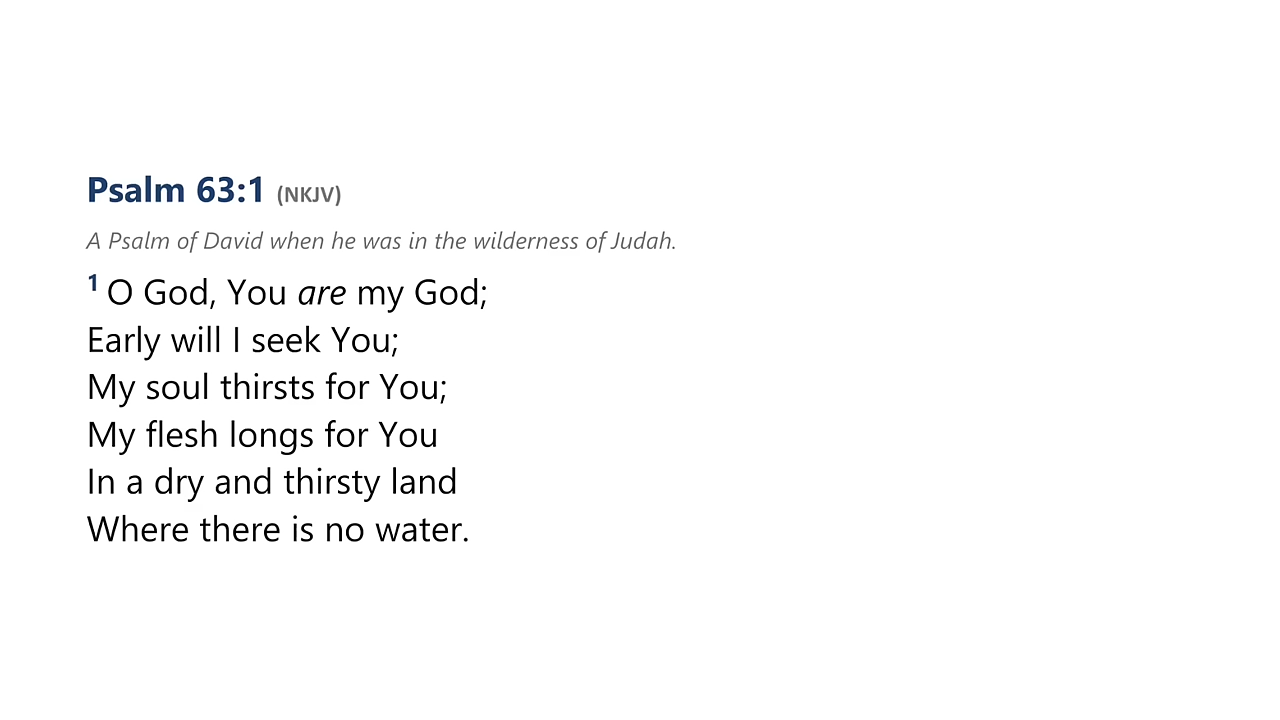 Psalm 63:1 (NKJV)
A Psalm of David when he was in the wilderness of Judah.
1 O God, You are my God;
Early will I seek You;
My soul thirsts for You;
My flesh longs for You
In a dry and thirsty land
Where there is no water.